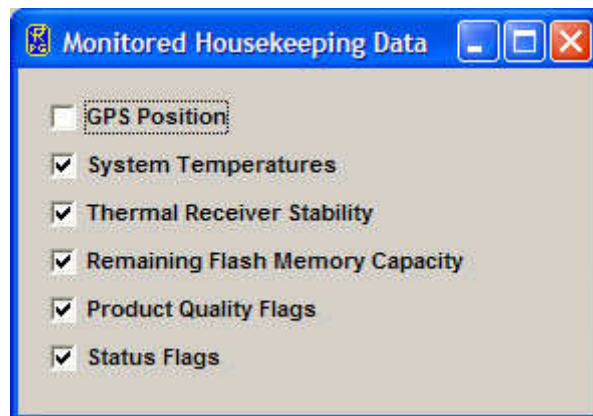 Monitored Housekeeping Data
GPS Position
System Temperatures
Thermal Receiver Stability
Remaining Flash Memory Capacity
Product Quality Flags
Status Flags